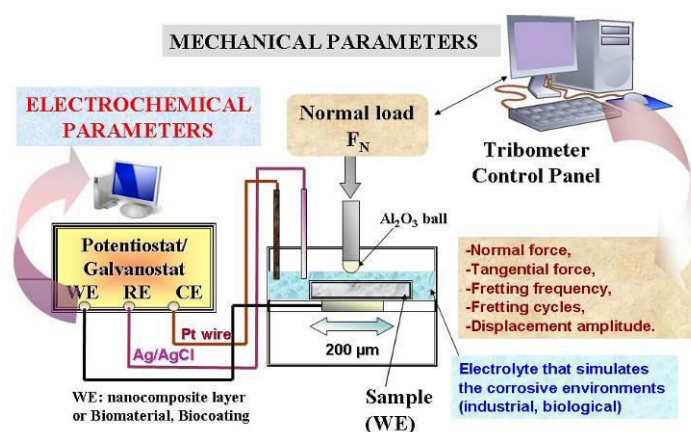 MECHANICAL PARAMETERS
ELECTROCHEMICAL
PARAMETERS
Normal load
F_N
Tribometer
Control Panel
Al₂O₃ ball
Potentiostat/
Galvanostat
WE RE CE
Pt wire
Ag/AgCl
200 µm
-Normal force,
-Tangential force,
-Fretting frequency,
-Fretting cycles,
-Displacement amplitude.
WE: nanocomposite layer
or Biomaterial, Biocoating
Sample
(WE)
Electrolyte that simulates
the corrosive environments
(industrial, biological)